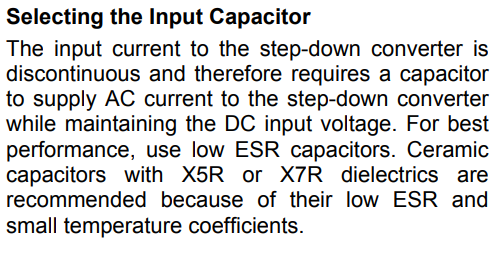 Selecting the Input Capacitor
The input current to the step-down converter is
discontinuous and therefore requires a capacitor
to supply AC current to the step-down converter
while maintaining the DC input voltage. For best
performance, use low ESR capacitors. Ceramic
capacitors with X5R or X7R dielectrics are
recommended because of their low ESR and
small temperature coefficients.